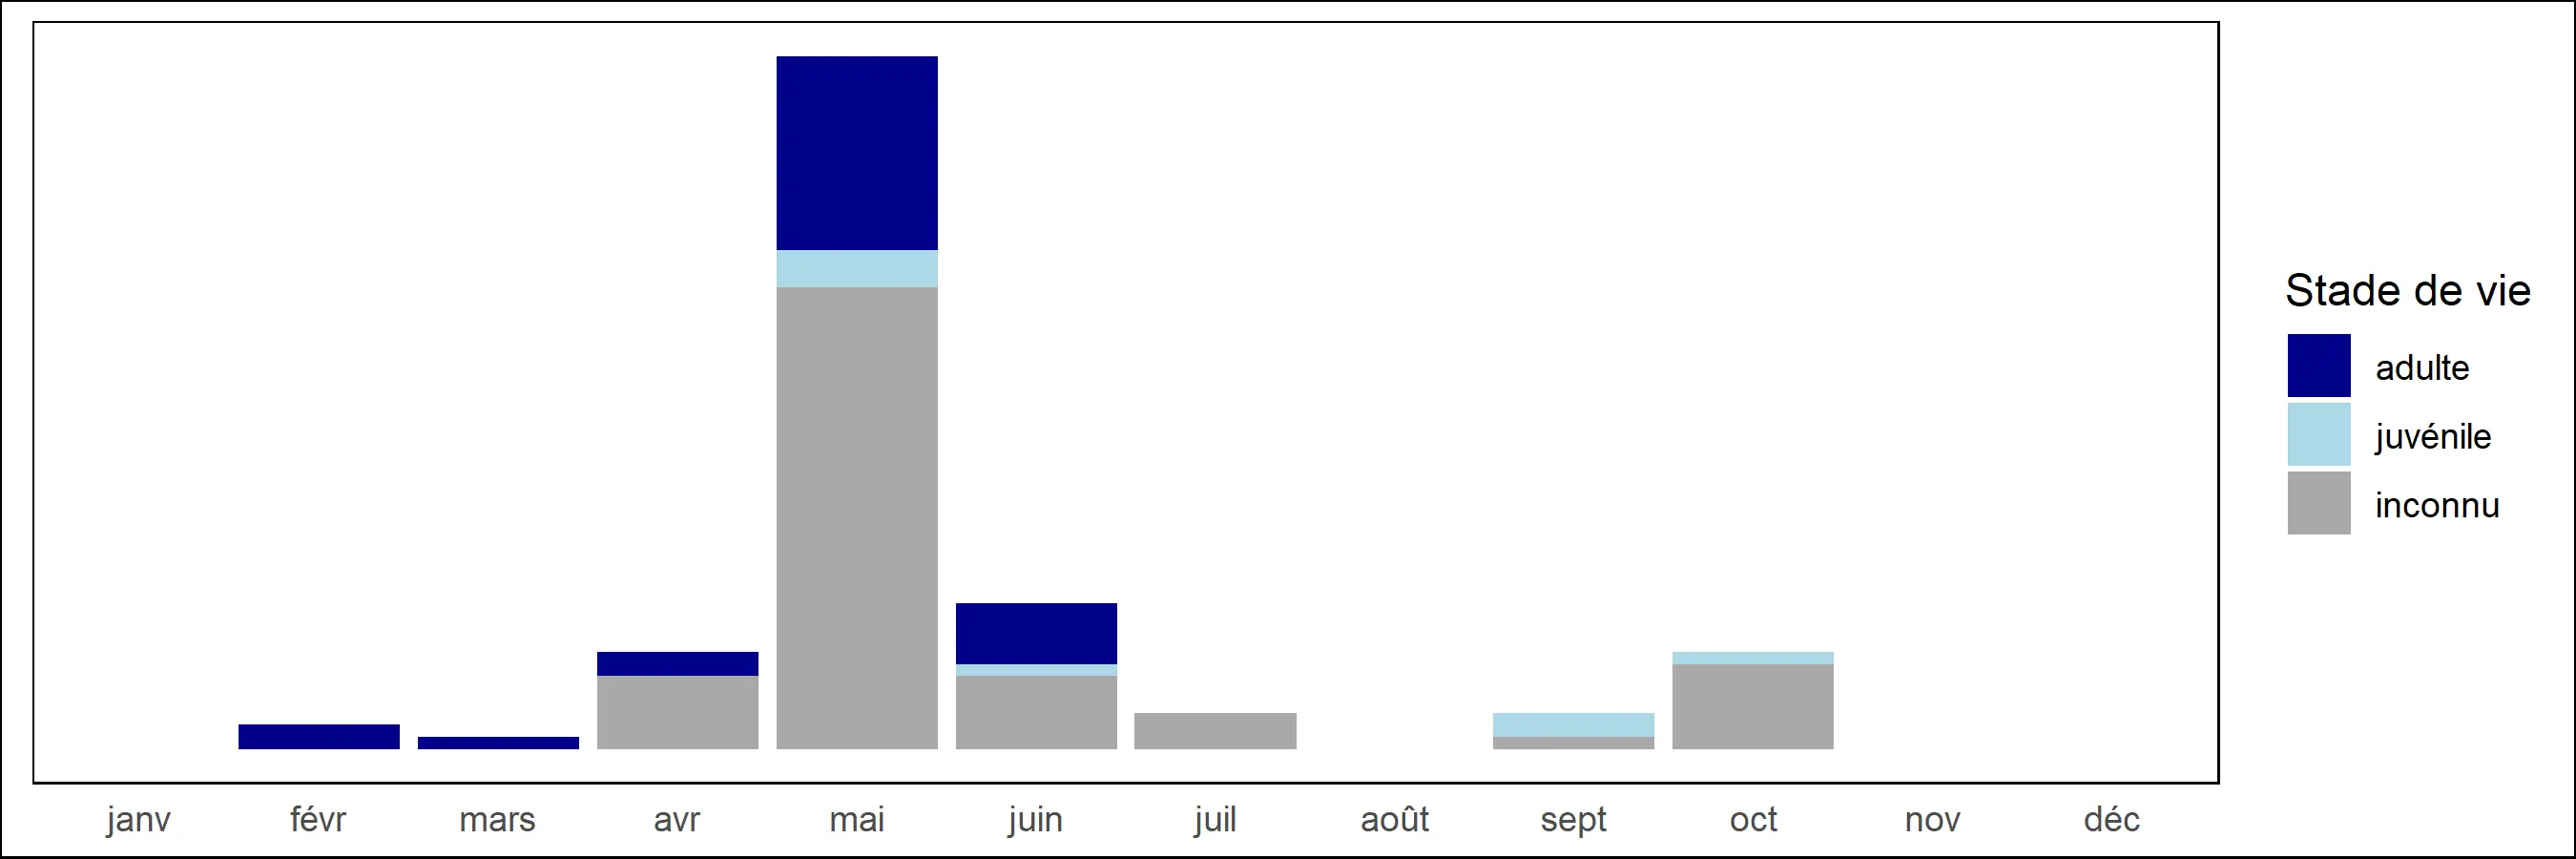 Stade de vie
adulte
juvénile
inconnu
janv févr mars avr mai juin juil août sept oct nov déc